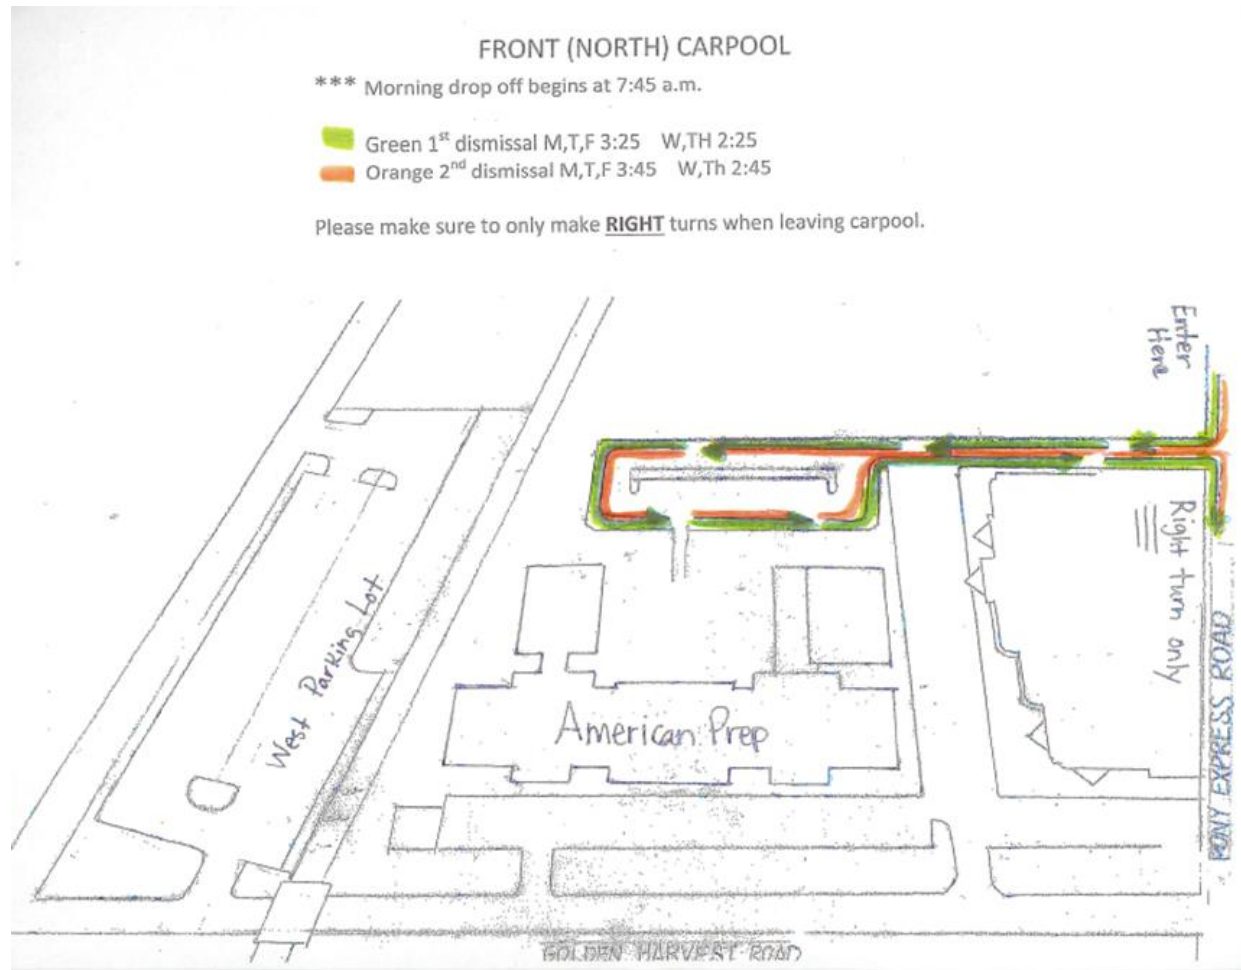 FRONT (NORTH) CARPOOL
*** Morning drop off begins at 7:45 a.m.
Green 1st dismissal M,T,F 3:25 W,TH 2:25
Orange 2nd dismissal M,T,F 3:45 W,Th 2:45
Please make sure to only make RIGHT turns when leaving carpool.
Enter
Here
Right turn only
West Parking Lot
American Prep
PONY EXPRESS ROAD
GOLDEN HARVEST ROAD